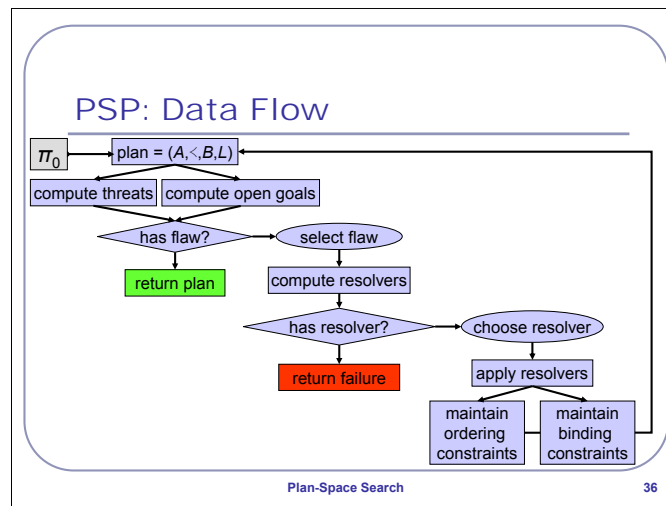 PSP: Data Flow
π0
plan = (A,<,B,L)
compute threats
compute open goals
has flaw?
select flaw
return plan
compute resolvers
has resolver?
choose resolver
return failure
apply resolvers
maintain
ordering
constraints
maintain
binding
constraints
Plan-Space Search
36